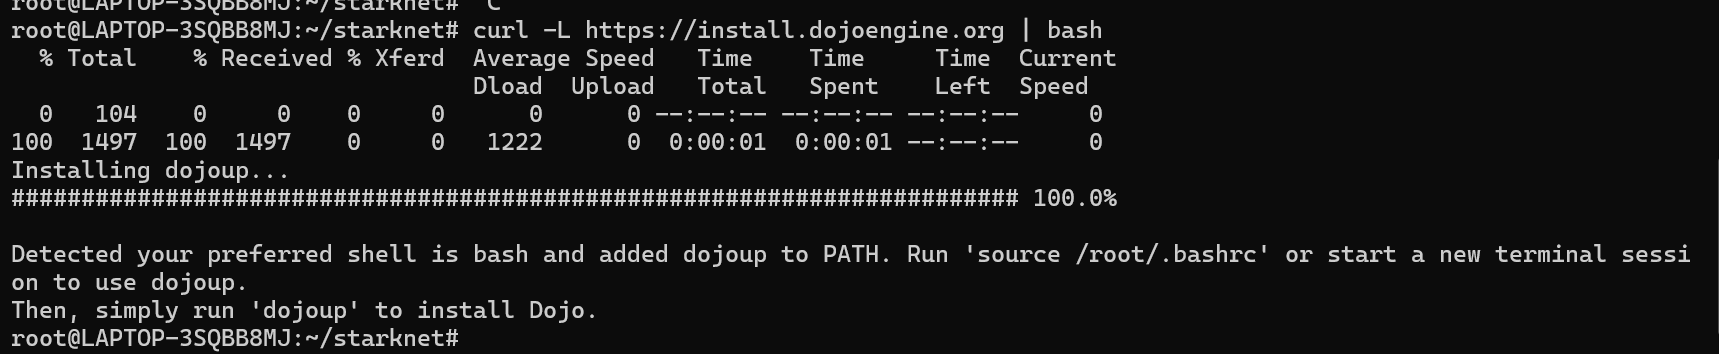 root@LAPTOP-3SQBB8MJ:~/starknet# ^C
root@LAPTOP-3SQBB8MJ:~/starknet# curl -L https://install.dojoengine.org | bash
  % Total    % Received % Xferd  Average Speed   Time    Time     Time  Current
                                 Dload  Upload   Total   Spent    Left  Speed
  0   104    0     0    0     0      0      0 --:--:-- --:--:-- --:--:--     0
100  1497  100  1497    0     0   1222      0  0:00:01  0:00:01 --:--:--     0
Installing dojoup...
######################################################################## 100.0%
Detected your preferred shell is bash and added dojoup to PATH. Run 'source /root/.bashrc' or start a new terminal sessi
on to use dojoup.
Then, simply run 'dojoup' to install Dojo.
root@LAPTOP-3SQBB8MJ:~/starknet#